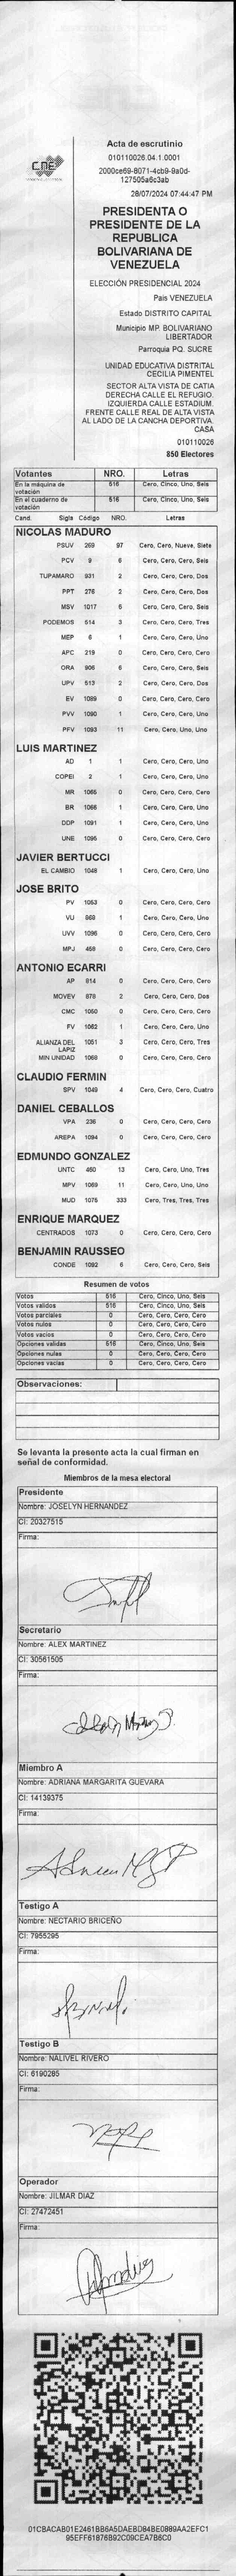 CNE
Acta de escrutinio
010110026.04.1.0001
2000ce69-8071-4cb9-9a0d-
127505a6c3ab
28/07/2024 07:44:47 PM
PRESIDENTA O
PRESIDENTE DE LA
REPUBLICA
BOLIVARIANA DE
VENEZUELA
ELECCIÓN PRESIDENCIAL 2024
País VENEZUELA
Estado DISTRITO CAPITAL
Municipio MP. BOLIVARIANO
LIBERTADOR
Parroquia PQ. SUCRE
UNIDAD EDUCATIVA DISTRITAL
CECILIA PIMENTEL
SECTOR ALTA VISTA DE CATIA
DERECHA CALLE EL REFUGIO.
IZQUIERDA CALLE ESTADIUM.
FRENTE CALLE REAL DE ALTA VISTA
AL LADO DE LA CANCHA DEPORTIVA.
CASA
010110026
850 Electores
Votantes NRO. Letras
En la máquina de votación 516 Cero, Cinco, Uno, Seis
En el cuaderno de votación 516 Cero, Cinco, Uno, Seis
Cand. Sigla Código NRO. Letras
NICOLAS MADURO
PSUV 269 97 Cero, Cero, Nueve, Siete
PCV 9 6 Cero, Cero, Cero, Seis
TUPAMARO 931 2 Cero, Cero, Cero, Dos
PPT 276 2 Cero, Cero, Cero, Dos
MSV 1017 6 Cero, Cero, Cero, Seis
PODEMOS 514 3 Cero, Cero, Cero, Tres
MEP 6 1 Cero, Cero, Cero, Uno
APC 219 0 Cero, Cero, Cero, Cero
ORA 906 6 Cero, Cero, Cero, Seis
UPV 513 2 Cero, Cero, Cero, Dos
EV 1089 0 Cero, Cero, Cero, Cero
PVV 1090 1 Cero, Cero, Cero, Uno
PFV 1093 11 Cero, Cero, Uno, Uno
LUIS MARTINEZ
AD 1 1 Cero, Cero, Cero, Uno
COPEI 2 1 Cero, Cero, Cero, Uno
MR 1065 0 Cero, Cero, Cero, Cero
BR 1066 1 Cero, Cero, Cero, Uno
DDP 1091 1 Cero, Cero, Cero, Uno
UNE 1095 0 Cero, Cero, Cero, Cero
JAVIER BERTUCCI
EL CAMBIO 1048 1 Cero, Cero, Cero, Uno
JOSE BRITO
PV 1053 0 Cero, Cero, Cero, Cero
VU 868 1 Cero, Cero, Cero, Uno
UVV 1096 0 Cero, Cero, Cero, Cero
MPJ 458 0 Cero, Cero, Cero, Cero
ANTONIO ECARRI
AP 814 0 Cero, Cero, Cero, Cero
MOVEV 878 2 Cero, Cero, Cero, Dos
CMC 1050 0 Cero, Cero, Cero, Cero
FV 1062 1 Cero, Cero, Cero, Uno
ALIANZA DEL LAPIZ 1051 3 Cero, Cero, Cero, Tres
MIN UNIDAD 1068 0 Cero, Cero, Cero, Cero
CLAUDIO FERMIN
SPV 1049 4 Cero, Cero, Cero, Cuatro
DANIEL CEBALLOS
VPA 236 0 Cero, Cero, Cero, Cero
AREPA 1094 0 Cero, Cero, Cero, Cero
EDMUNDO GONZALEZ
UNTC 460 13 Cero, Cero, Uno, Tres
MPV 1069 11 Cero, Cero, Uno, Uno
MUD 1075 333 Cero, Tres, Tres, Tres
ENRIQUE MARQUEZ
CENTRADOS 1073 0 Cero, Cero, Cero, Cero
BENJAMIN RAUSSEO
CONDE 1092 6 Cero, Cero, Cero, Seis
Resumen de votos
Votos 516 Cero, Cinco, Uno, Seis
Votos validos 516 Cero, Cinco, Uno, Seis
Votos parciales 0 Cero, Cero, Cero, Cero
Votos nulos 0 Cero, Cero, Cero, Cero
Votos vacios 0 Cero, Cero, Cero, Cero
Opciones validas 516 Cero, Cinco, Uno, Seis
Opciones nulas 0 Cero, Cero, Cero, Cero
Opciones vacias 0 Cero, Cero, Cero, Cero
Observaciones:
Se levanta la presente acta la cual firman en
señal de conformidad.
Miembros de la mesa electoral
Presidente
Nombre: JOSELYN HERNANDEZ
CI: 20327515
Firma:
Secretario
Nombre: ALEX MARTINEZ
CI: 30561505
Firma:
Miembro A
Nombre: ADRIANA MARGARITA GUEVARA
CI: 14139375
Firma:
Testigo A
Nombre: NECTARIO BRICEÑO
CI: 7955295
Firma:
Testigo B
Nombre: NALIVEL RIVERO
CI: 6190285
Firma:
Operador
Nombre: JILMAR DIAZ
CI: 27472451
Firma:
01CBACAB01E2461BB6A5DAEBD84BE0889AA2EFC1
95EFF61876B92C09CEA7B6C0